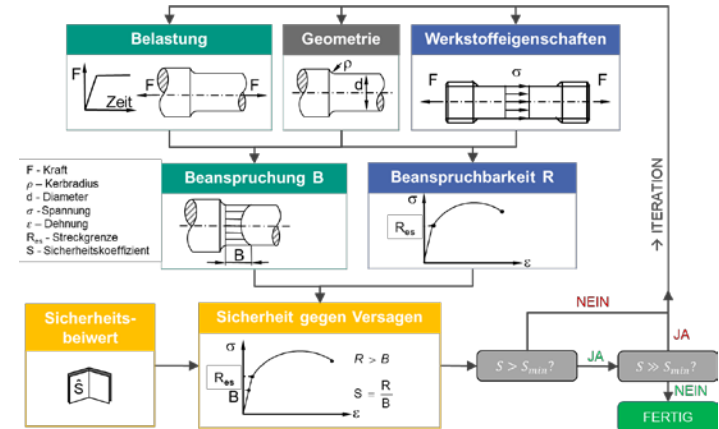 Belastung
Geometrie
Werkstoffeigenschaften
F
Zeit
F
F
ρ
d
σ
F
F
F - Kraft
ρ – Kerbradius
d - Diameter
σ -Spannung
ε – Dehnung
Res - Streckgrenze
S - Sicherheitskoeffizient
Beanspruchung B
Beanspruchbarkeit R
B
σ
Res
ε
→ ITERATION
Sicherheits-
beiwert
Ŝ
Sicherheit gegen Versagen
σ
Res
B
ε
R > B
S = R/B
NEIN
S > Smin?
JA
S ≫ Smin?
JA
NEIN
FERTIG